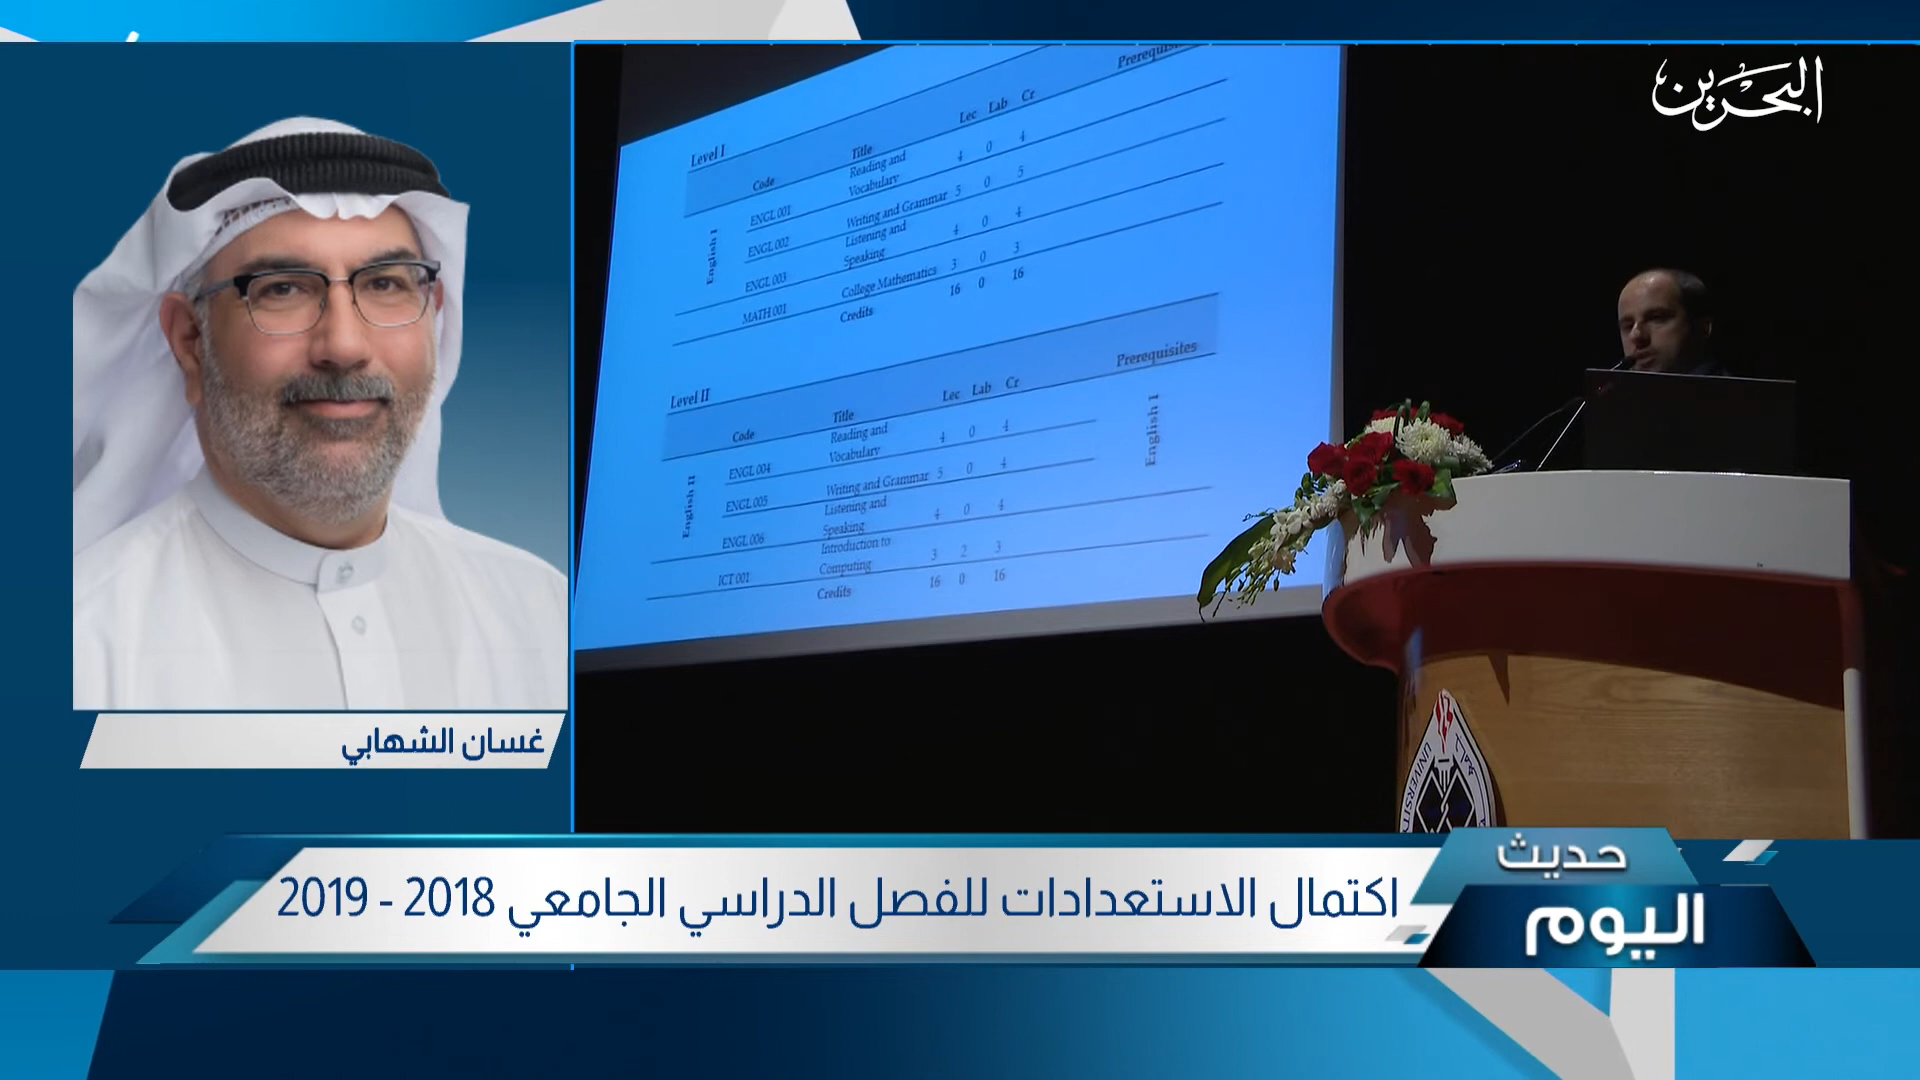 البحرين
Prerequisites
Level I
Code Title Lec Lab Cr
English I
ENGL 001 Reading and Vocabulary 4 0 4
ENGL 002 Writing and Grammar 5 0 5
ENGL 003 Listening and Speaking 4 0 4
MATH 001 College Mathematics 3 0 3
Credits 16 0 16
Level II
Code Title Lec Lab Cr Prerequisites
English II
English I
ENGL 004 Reading and Vocabulary 4 0 4
ENGL 005 Writing and Grammar 5 0 4
ENGL 006 Listening and Speaking 4 0 4
ICT 001 Introduction to Computing 3 2 3
Credits 16 0 16
غسان الشهابي
حديث
اليوم
اكتمال الاستعدادات للفصل الدراسي الجامعي 2018 - 2019